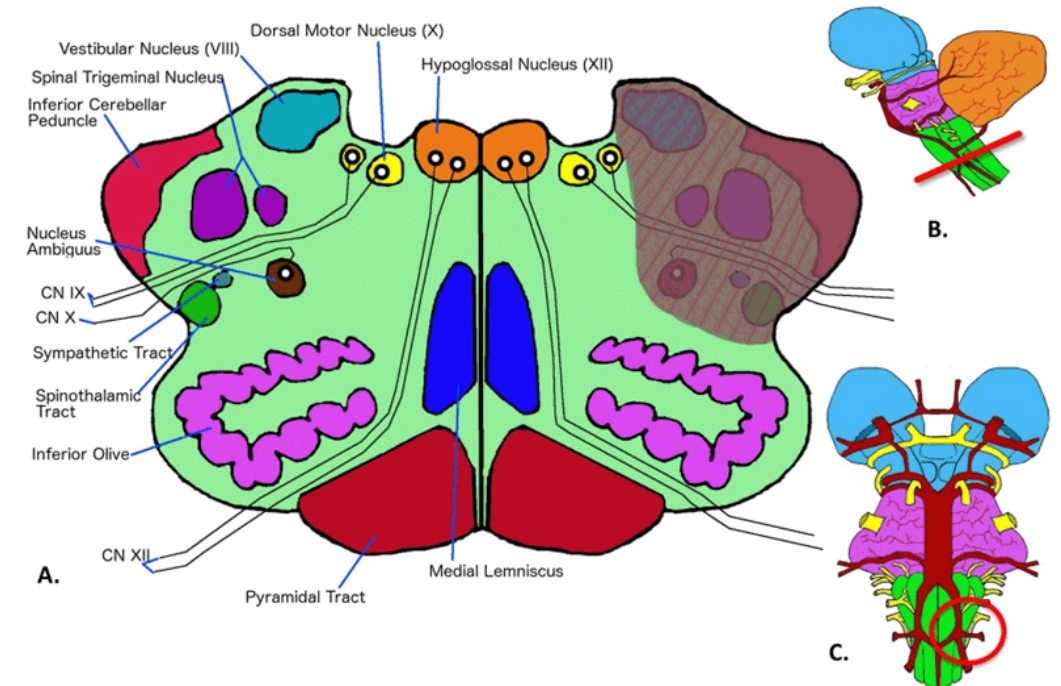 Dorsal Motor Nucleus (X)
Vestibular Nucleus (VIII)
Hypoglossal Nucleus (XII)
Spinal Trigeminal Nucleus
Inferior Cerebellar
Peduncle
Nucleus
Ambiguus
CN IX
CN X
Sympathetic Tract
Spinothalamic
Tract
Inferior Olive
CN XII
A.
Medial Lemniscus
Pyramidal Tract
B.
C.